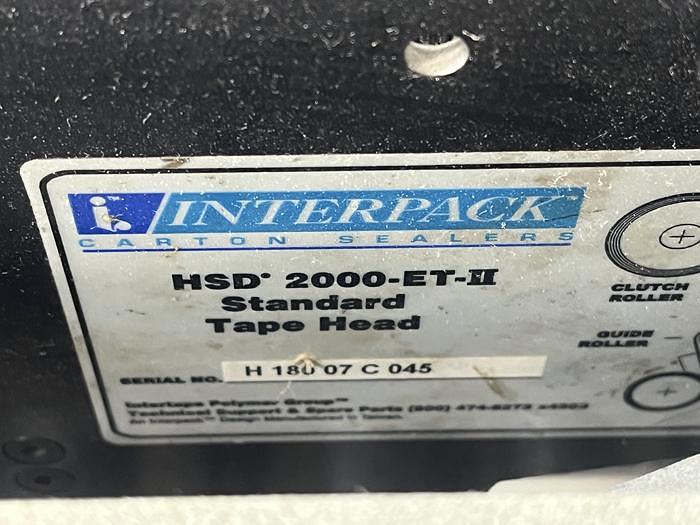 INTERPACK™
CARTON SEALERS
HSD® 2000-ET-II
Standard
Tape Head
SERIAL NO. H 180 07 C 045
Intertape Polymer Group™
Technical Support & Spare Parts (800) 474-8273
An Interpack™ Design Manufactured in Taiwan.
CLUTCH
ROLLER
GUIDE
ROLLER